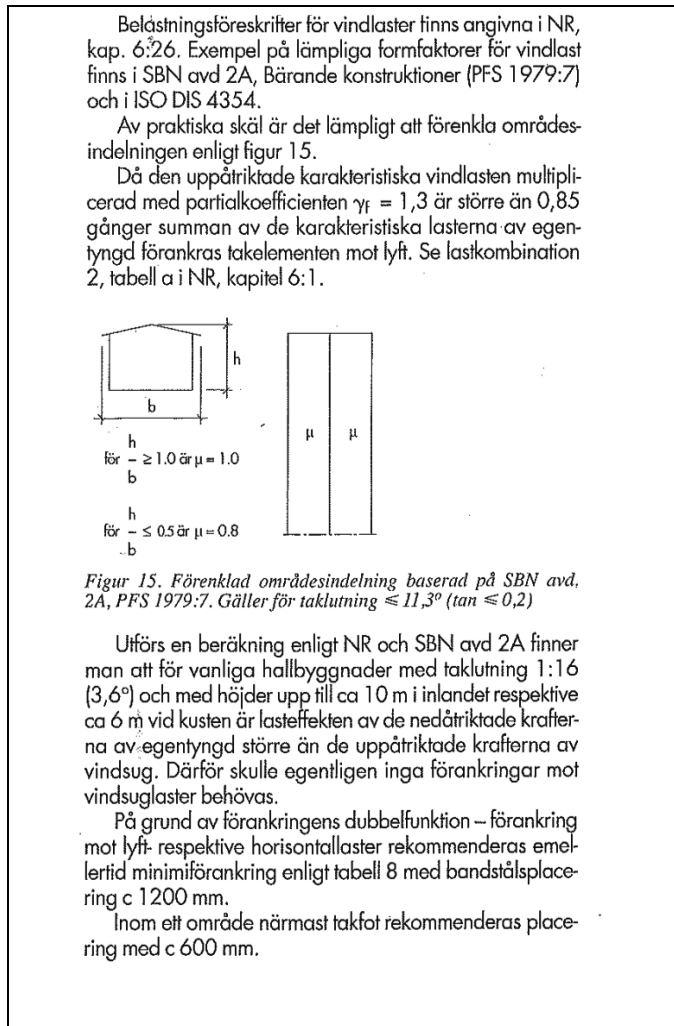 Belastningsföreskrifter för vindlaster finns angivna i NR,
kap. 6:26. Exempel på lämpliga formfaktorer för vindlast
finns i SBN avd 2A, Bärande konstruktioner (PFS 1979:7)
och i ISO DIS 4354.
Av praktiska skäl är det lämpligt att förenkla områdes-
indelningen enligt figur 15.
Då den uppåtriktade karakteristiska vindlasten multipli-
cerad med partialkoefficienten γf = 1,3 är större än 0,85
gånger summan av de karakteristiska lasterna av egen-
tyngd förankras takelementen mot lyft. Se lastkombination
2, tabell a i NR, kapitel 6:1.
h
b
µ µ
h
för – ≥ 1.0 är µ = 1.0
b
h
för – ≤ 0.5 är µ = 0.8
b
Figur 15. Förenklad områdesindelning baserad på SBN avd,
2A, PFS 1979:7. Gäller för taklutning ≤ 11,3° (tan ≤ 0,2)
Utförs en beräkning enligt NR och SBN avd 2A finner
man att för vanliga hallbyggnader med taklutning 1:16
(3,6°) och med höjder upp till ca 10 m i inlandet respektive
ca 6 m vid kusten är lasteffekten av de nedåtriktade krafter-
na av egentyngd större än de uppåtriktade krafterna av
vindsug. Därför skulle egentligen inga förankringar mot
vindsuglaster behövas.
På grund av förankringens dubbelfunktion – förankring
mot lyft- respektive horisontallaster rekommenderas emel-
lertid minimiförankring enligt tabell 8 med bandstålsplace-
ring c 1200 mm.
Inom ett område närmast takfot rekommenderas place-
ring med c 600 mm.